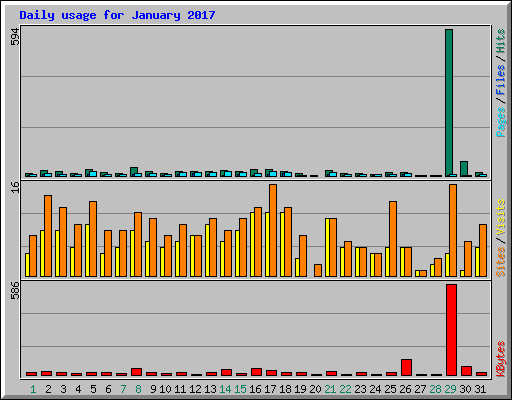 Daily usage for January 2017
594
Pages / Files / Hits
16
Sites / Visits
586
KBytes
1 2 3 4 5 6 7 8 9 10 11 12 13 14 15 16 17 18 19 20 21 22 23 24 25 26 27 28 29 30 31